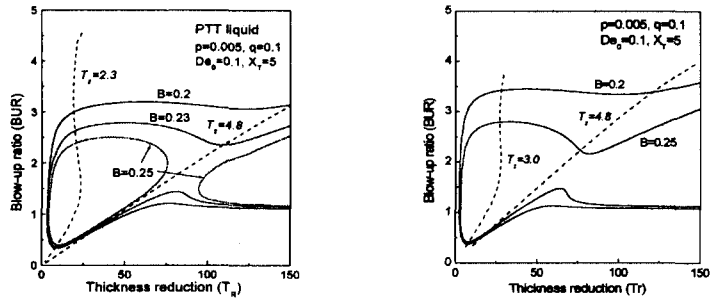 PTT liquid
p=0.005, q=0.1
De₀=0.1, X_T=5
T_z=2.3
B=0.2
B=0.23
T_z=4.8
B=0.25
Blow-up ratio (BUR)
5
4
3
2
1
0
0
50
100
150
Thickness reduction (T_R)
p=0.005, q=0.1
De₀=0.1, X_T=5
B=0.2
T_z=4.8
B=0.25
T_z=3.0
Blow-up ratio (BUR)
5
4
3
2
1
0
0
50
100
150
Thickness reduction (Tr)